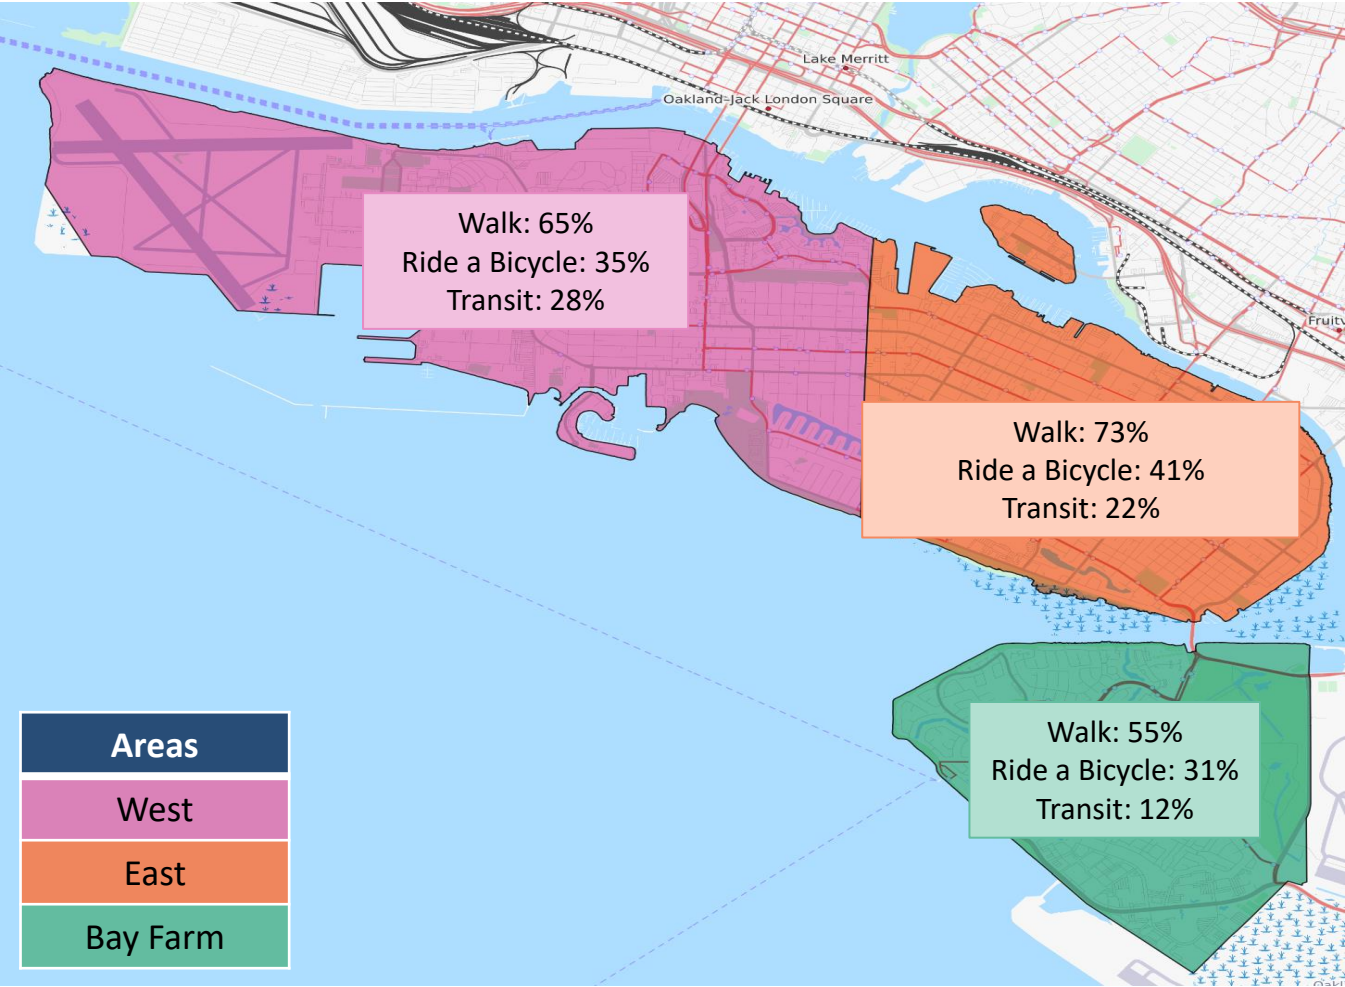 Lake Merritt
Oakland-Jack London Square
Walk: 65%
Ride a Bicycle: 35%
Transit: 28%
Fruitv
Walk: 73%
Ride a Bicycle: 41%
Transit: 22%
Walk: 55%
Ride a Bicycle: 31%
Transit: 12%
Areas
West
East
Bay Farm
Oakl